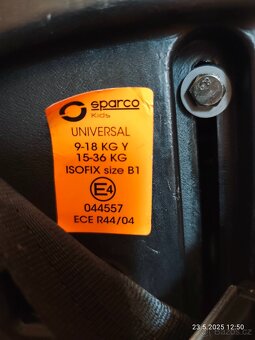 sparco
Kids
UNIVERSAL
9-18 KG Y
15-36 KG
ISOFIX size B1
E4
044557
ECE R44/04
23.5.2025 12:50